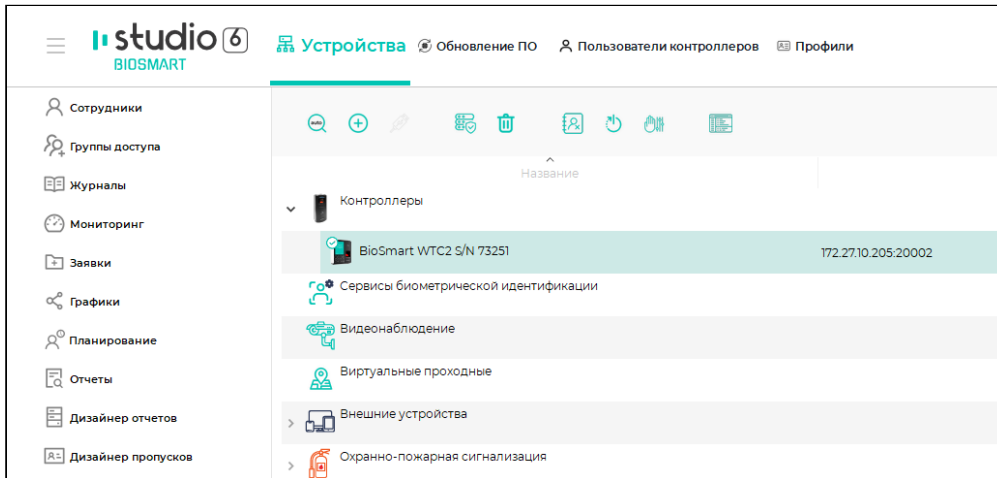 studio 6
BIOSMART
Устройства
Обновление ПО
Пользователи контроллеров
Профили
Сотрудники
Группы доступа
Журналы
Мониторинг
Заявки
Графики
Планирование
Отчеты
Дизайнер отчетов
Дизайнер пропусков
Название
Контроллеры
BioSmart WTC2 S/N 73251
172.27.10.205:20002
Сервисы биометрической идентификации
Видеонаблюдение
Виртуальные проходные
Внешние устройства
Охранно-пожарная сигнализация